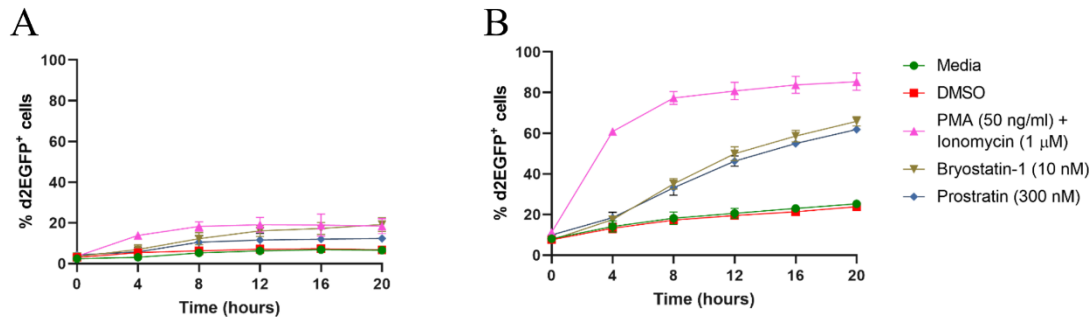 A
% d2EGFP⁺ cells
100
80
60
40
20
0
0 4 8 12 16 20
Time (hours)
B
% d2EGFP⁺ cells
100
80
60
40
20
0
0 4 8 12 16 20
Time (hours)
Media
DMSO
PMA (50 ng/ml) +
Ionomycin (1 μM)
Bryostatin-1 (10 nM)
Prostratin (300 nM)